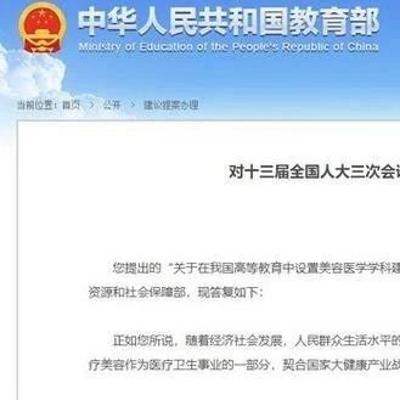 中华人民共和国教育部
Ministry of Education of the People's Republic of China
当前位置：首页 > 公开 > 建议提案办理
对十三届全国人大三次会议
您提出的“关于在我国高等教育中设置美容医学学科建
资源和社会保障部，现答复如下：
正如您所说，随着经济社会发展，人民群众生活水平的
疗美容作为医疗卫生事业的一部分，契合国家大健康产业战